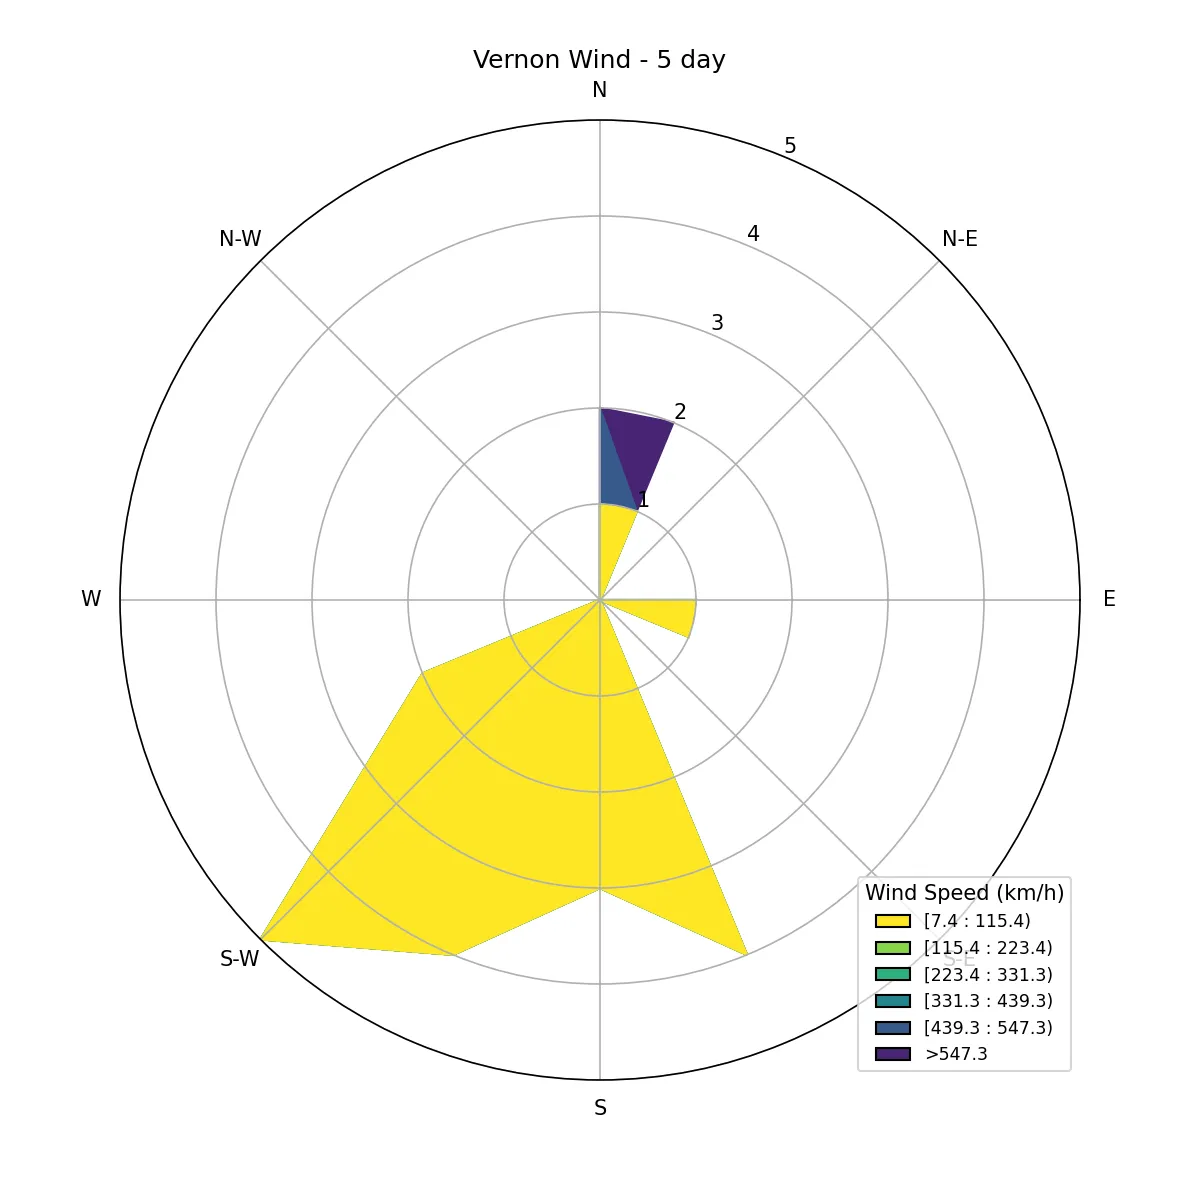 Vernon Wind - 5 day
N
5
N-W
N-E
4
3
2
1
W
E
S-W
S-E
S
Wind Speed (km/h)
[7.4 : 115.4)
[115.4 : 223.4)
[223.4 : 331.3)
[331.3 : 439.3)
[439.3 : 547.3)
>547.3